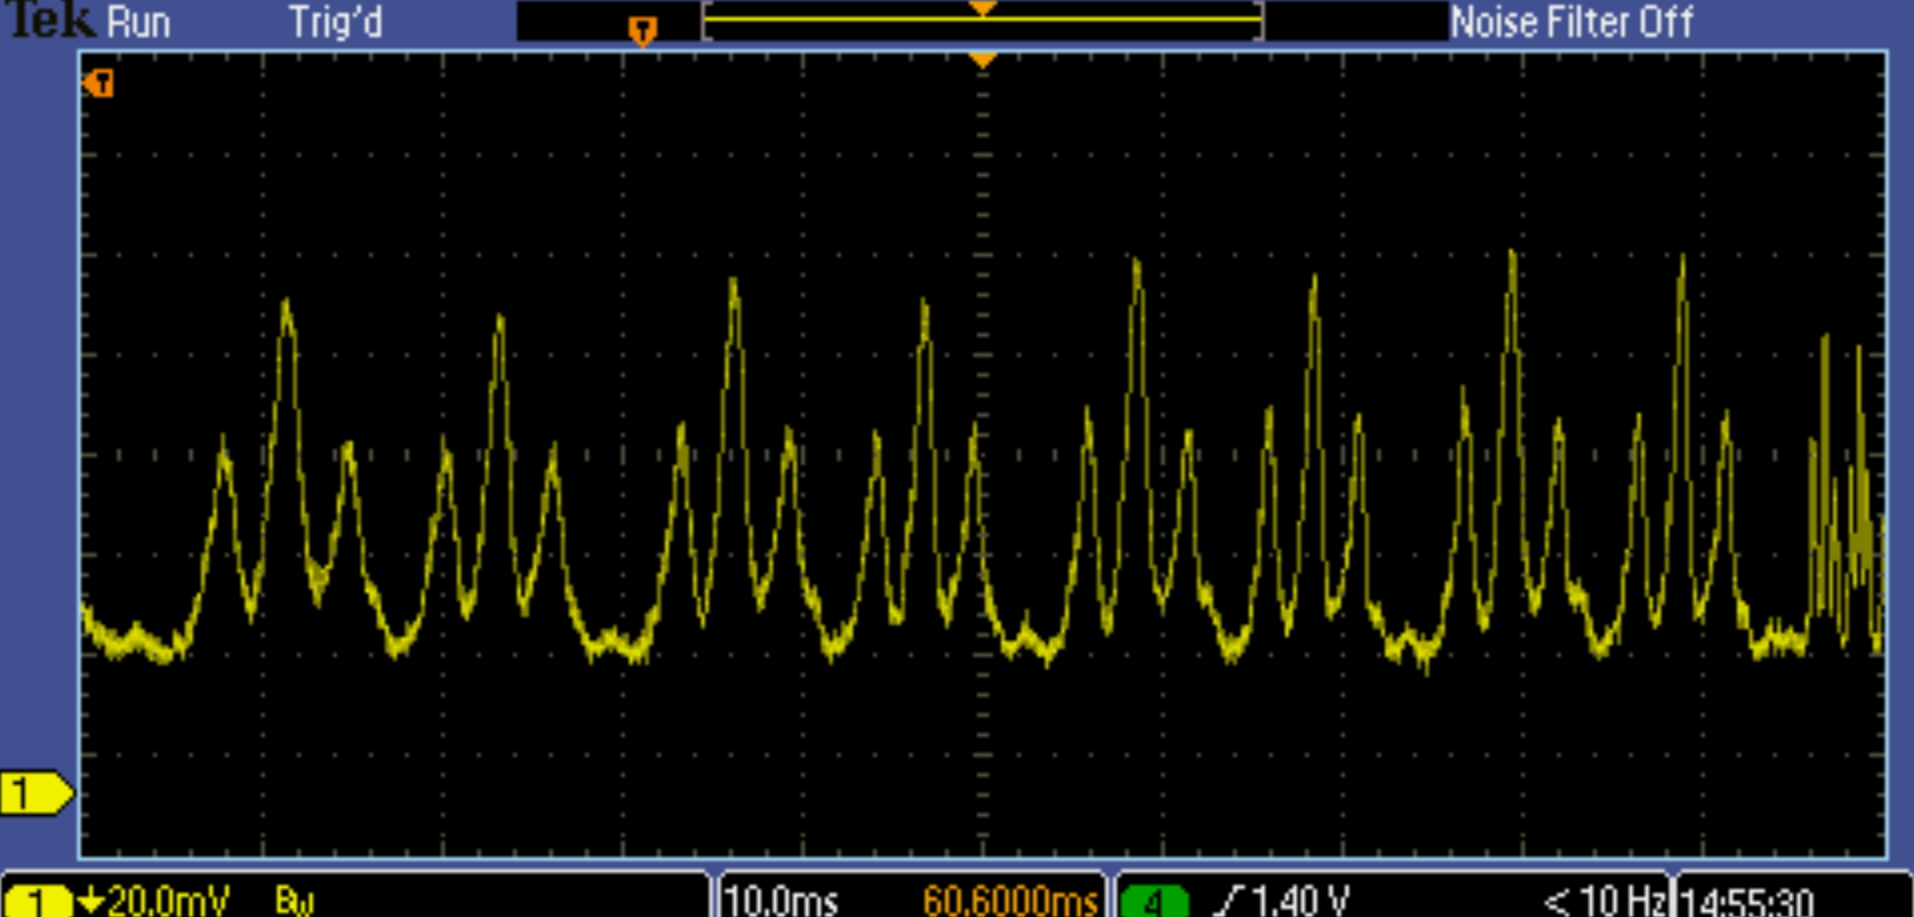 Tek Run Trig'd T Noise Filter Off
T
1
1 20.0mV BW 10.0ms 60.6000ms 4 1.40 V < 10 Hz 14:55:30